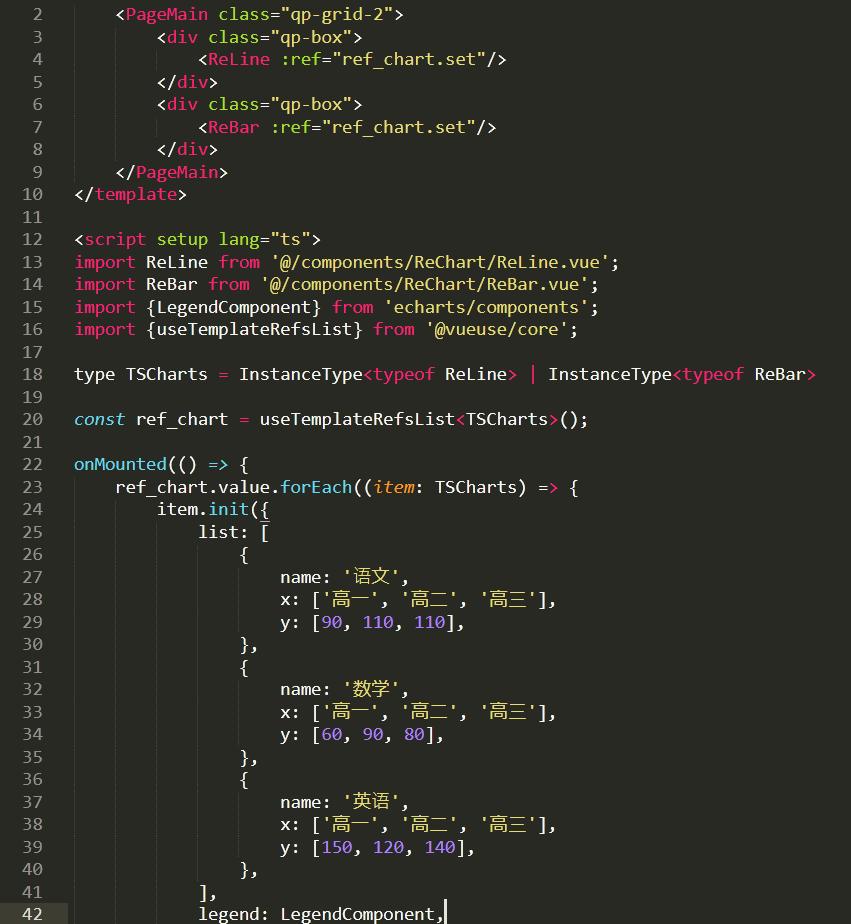 2 <PageMain class="qp-grid-2">
3 <div class="qp-box">
4 <ReLine :ref="ref_chart.set"/>
5 </div>
6 <div class="qp-box">
7 <ReBar :ref="ref_chart.set"/>
8 </div>
9 </PageMain>
10 </template>
11
12 <script setup lang="ts">
13 import ReLine from '@/components/ReChart/ReLine.vue';
14 import ReBar from '@/components/ReChart/ReBar.vue';
15 import {LegendComponent} from 'echarts/components';
16 import {useTemplateRefsList} from '@vueuse/core';
17
18 type TSCharts = InstanceType<typeof ReLine> | InstanceType<typeof ReBar>
19
20 const ref_chart = useTemplateRefsList<TSCharts>();
21
22 onMounted(() => {
23 ref_chart.value.forEach((item: TSCharts) => {
24 item.init({
25 list: [
26 {
27 name: '语文',
28 x: ['高一', '高二', '高三'],
29 y: [90, 110, 110],
30 },
31 {
32 name: '数学',
33 x: ['高一', '高二', '高三'],
34 y: [60, 90, 80],
35 },
36 {
37 name: '英语',
38 x: ['高一', '高二', '高三'],
39 y: [150, 120, 140],
40 },
41 ],
42 legend: LegendComponent,